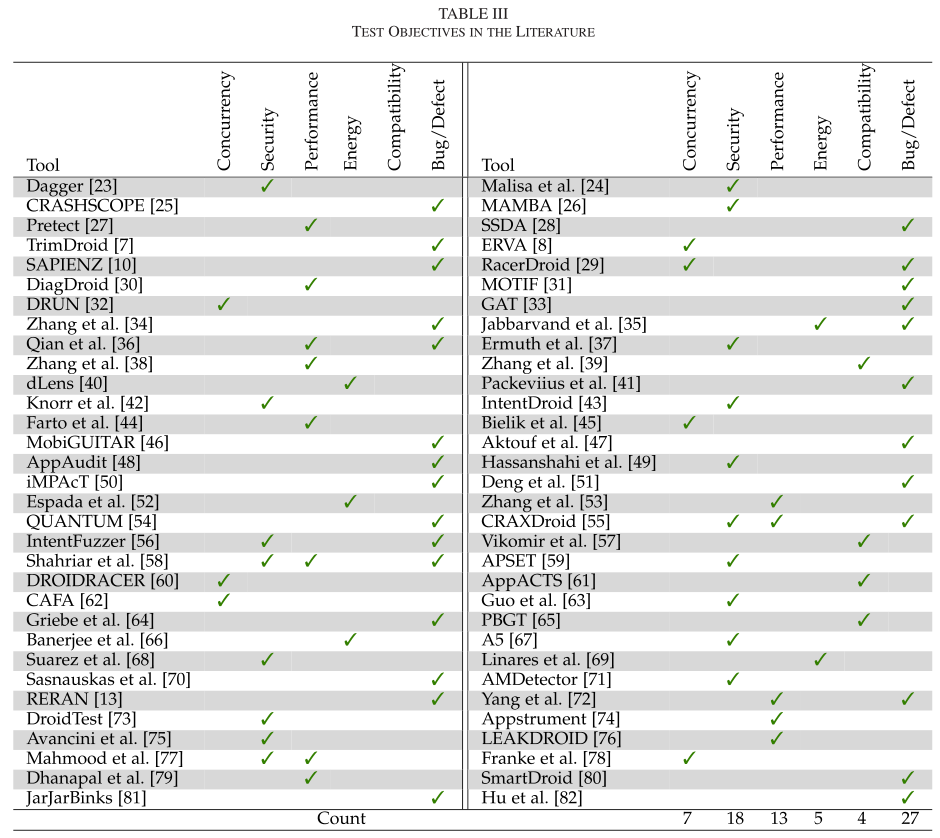 TABLE III
TEST OBJECTIVES IN THE LITERATURE
Tool Concurrency Security Performance Energy Compatibility Bug/Defect Tool Concurrency Security Performance Energy Compatibility Bug/Defect
Dagger [23] ✓ Malisa et al. [24] ✓
CRASHSCOPE [25] ✓ MAMBA [26] ✓
Pretect [27] ✓ SSDA [28] ✓
TrimDroid [7] ✓ ERVA [8] ✓
SAPIENZ [10] ✓ RacerDroid [29] ✓ ✓
DiagDroid [30] ✓ MOTIF [31] ✓
DRUN [32] ✓ GAT [33] ✓
Zhang et al. [34] ✓ Jabbarvand et al. [35] ✓ ✓
Qian et al. [36] ✓ ✓ Ermuth et al. [37] ✓
Zhang et al. [38] ✓ Zhang et al. [39] ✓
dLens [40] ✓ Packeviius et al. [41] ✓
Knorr et al. [42] ✓ IntentDroid [43] ✓
Farto et al. [44] ✓ Bielik et al. [45] ✓
MobiGUITAR [46] ✓ Aktouf et al. [47] ✓
AppAudit [48] ✓ Hassanshahi et al. [49] ✓
iMPAcT [50] ✓ Deng et al. [51] ✓
Espada et al. [52] ✓ Zhang et al. [53] ✓
QUANTUM [54] ✓ CRAXDroid [55] ✓ ✓ ✓
IntentFuzzer [56] ✓ ✓ Vikomir et al. [57] ✓
Shahriar et al. [58] ✓ ✓ ✓ APSET [59] ✓
DROIDRACER [60] ✓ AppACTS [61] ✓
CAFA [62] ✓ Guo et al. [63] ✓
Griebe et al. [64] ✓ PBGT [65] ✓
Banerjee et al. [66] ✓ A5 [67] ✓
Suarez et al. [68] ✓ Linares et al. [69] ✓
Sasnauskas et al. [70] ✓ AMDetector [71] ✓
RERAN [13] ✓ Yang et al. [72] ✓ ✓
DroidTest [73] ✓ Appstrument [74] ✓
Avancini et al. [75] ✓ LEAKDROID [76] ✓
Mahmood et al. [77] ✓ ✓ Franke et al. [78] ✓
Dhanapal et al. [79] ✓ SmartDroid [80] ✓
JarJarBinks [81] ✓ Hu et al. [82] ✓
Count 7 18 13 5 4 27